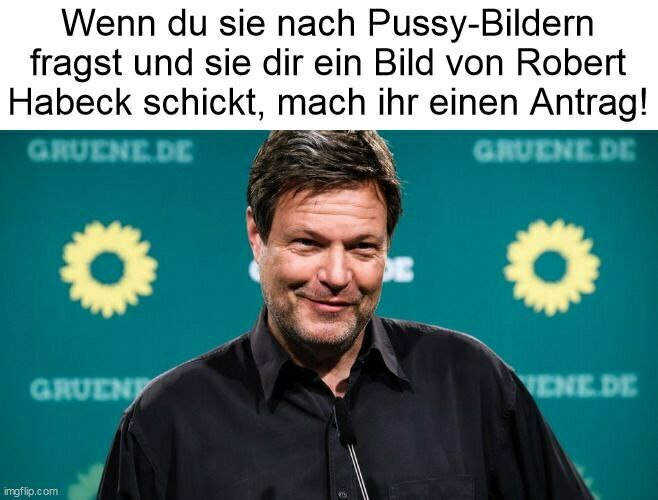 Wenn du sie nach Pussy-Bildern
fragst und sie dir ein Bild von Robert
Habeck schickt, mach ihr einen Antrag!
GRUENE.DE
GRUENE.DE
DE
GRUENE
ENE.DE
imgflip.com